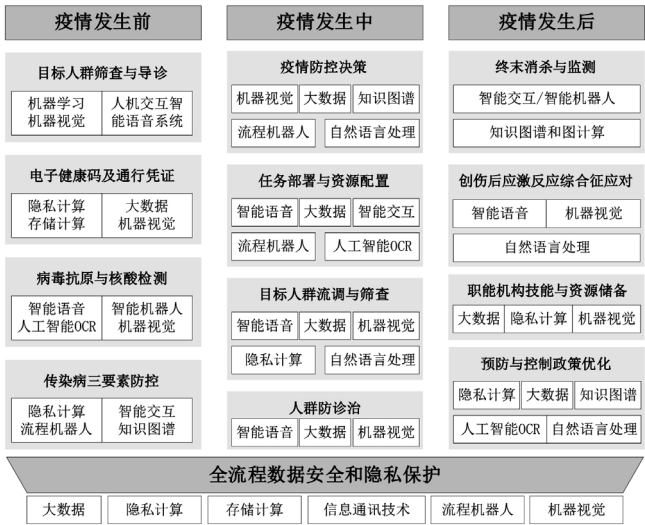 疫情发生前
目标人群筛查与导诊
机器学习
机器视觉
人机交互智
能语音系统
电子健康码及通行凭证
隐私计算
存储计算
大数据
机器视觉
病毒抗原与核酸检测
智能语音
人工智能OCR
智能机器人
机器视觉
传染病三要素防控
隐私计算
流程机器人
智能交互
知识图谱
疫情发生中
疫情防控决策
机器视觉 大数据 知识图谱
流程机器人 自然语言处理
任务部署与资源配置
智能语音 大数据 智能交互
流程机器人 人工智能OCR
目标人群流调与筛查
智能语音 大数据 机器视觉
隐私计算 自然语言处理
人群防诊治
智能语音 大数据 机器视觉
疫情发生后
终末消杀与监测
智能交互/智能机器人
知识图谱和图计算
创伤后应激反应综合征应对
智能语音 机器视觉
自然语言处理
职能机构技能与资源储备
大数据 隐私计算 机器视觉
预防与控制政策优化
隐私计算 大数据 知识图谱
人工智能OCR 自然语言处理
全流程数据安全和隐私保护
大数据 隐私计算 存储计算 信息通讯技术 流程机器人 机器视觉